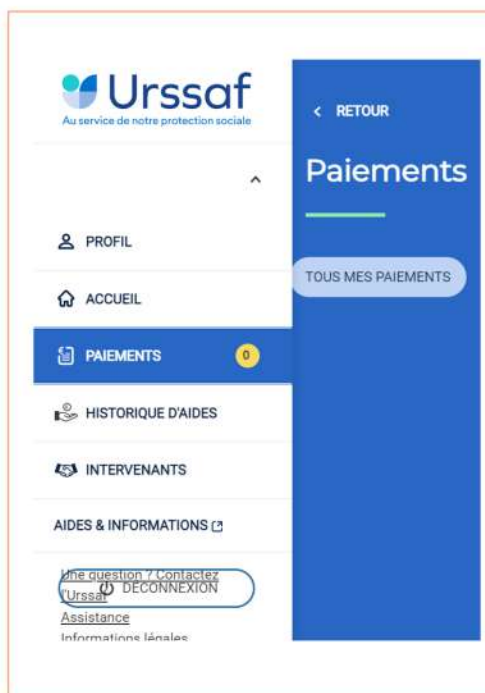 Urssaf
Au service de notre protection sociale
PROFIL
ACCUEIL
PAIEMENTS 0
HISTORIQUE D'AIDES
INTERVENANTS
AIDES & INFORMATIONS
Une question ? Contactez
l'Urssaf
DÉCONNEXION
Assistance
Informations légales
< RETOUR
Paiements
TOUS MES PAIEMENTS